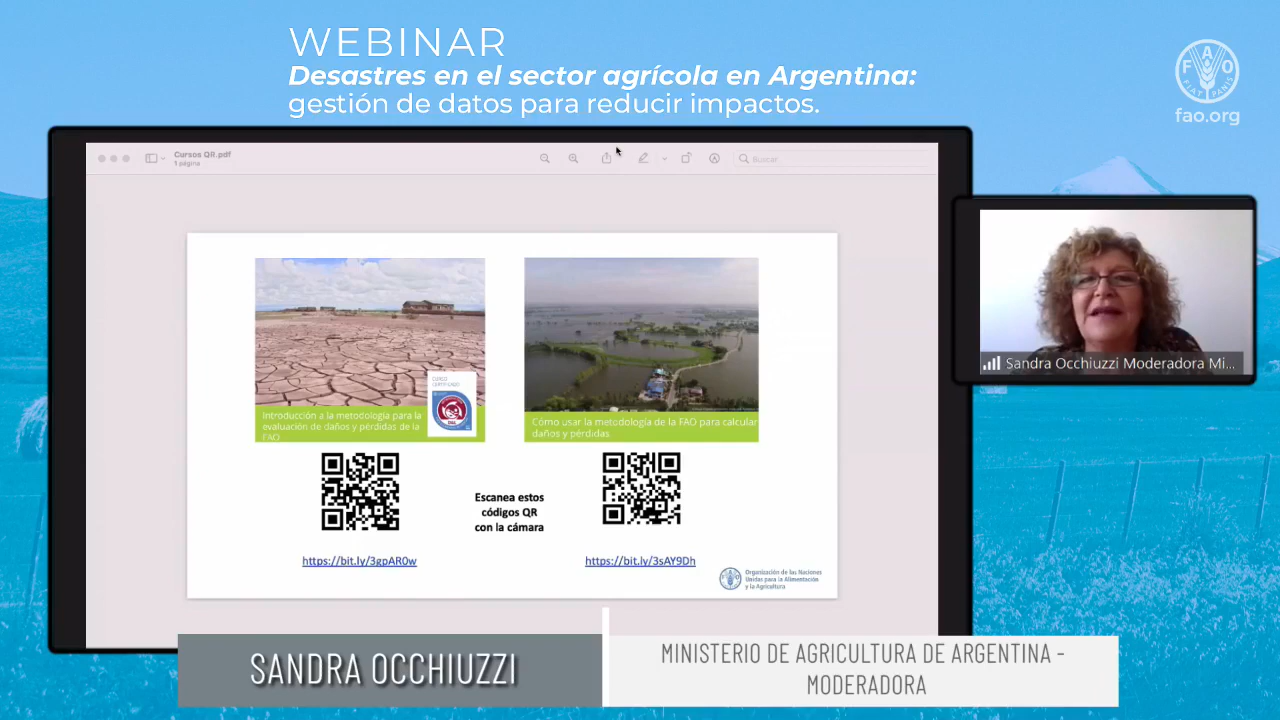 WEBINAR
Desastres en el sector agrícola en Argentina:
gestión de datos para reducir impactos.
FAO
FIAT PANIS
fao.org
Cursos QR.pdf
1 página
Buscar
Introducción a la metodología para la
evaluación de daños y pérdidas de la
FAO
Cómo usar la metodología de la FAO para calcular
daños y pérdidas
Escanea estos
códigos QR
con la cámara
https://bit.ly/3gpAR0w
https://bit.ly/3sAY9Dh
Organización de las Naciones
Unidas para la Alimentación
y la Agricultura
Sandra Occhiuzzi Moderadora Mi...
SANDRA OCCHIUZZI
MINISTERIO DE AGRICULTURA DE ARGENTINA -
MODERADORA